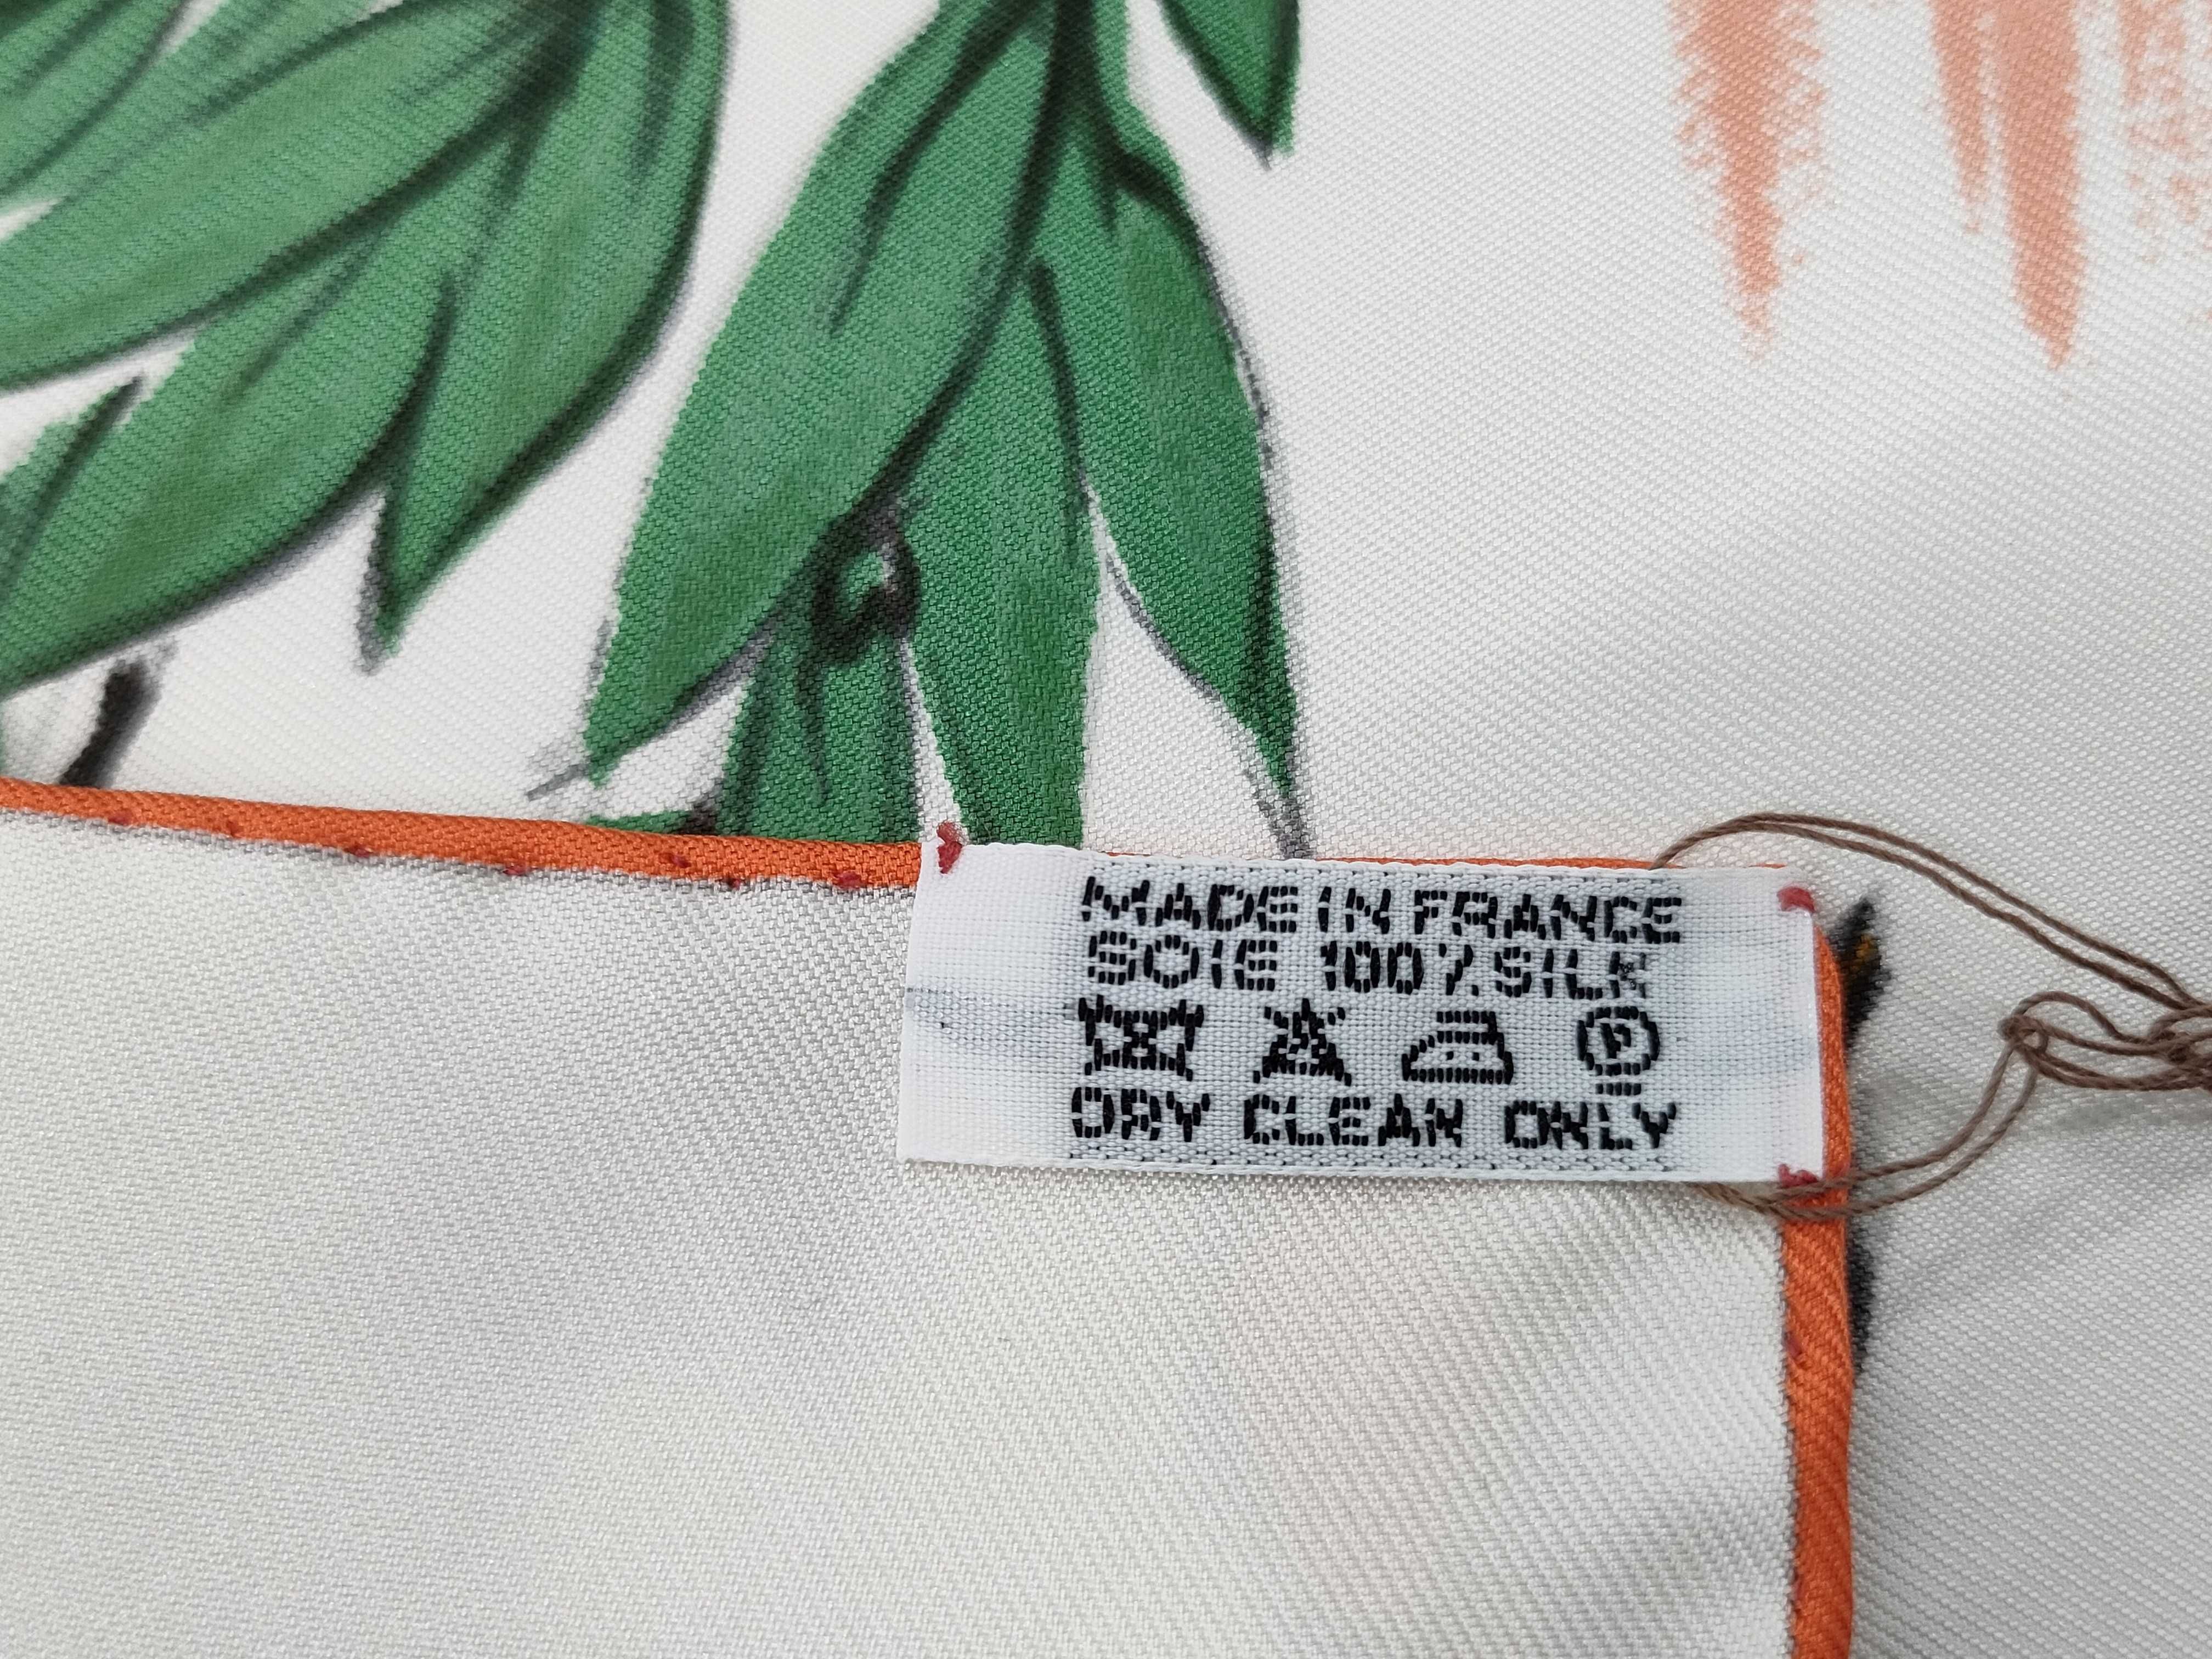 MADE IN FRANCE
SOIE 100% SILK
P
DRY CLEAN ONLY